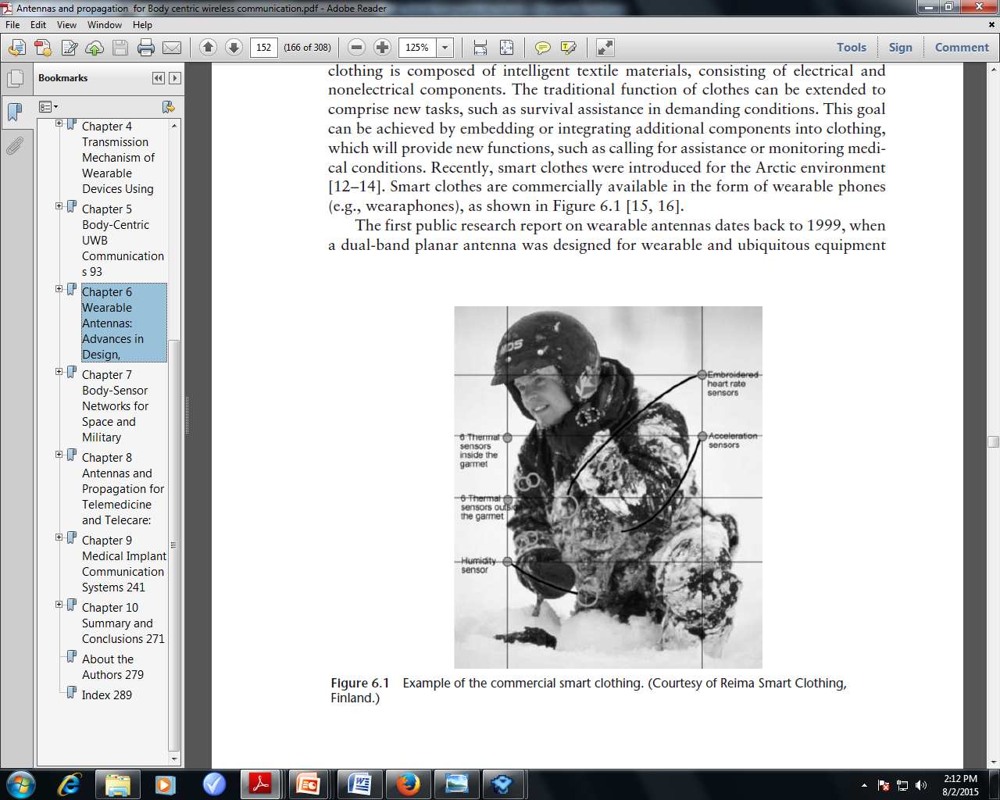 Antennas and propagation  for Body centric wireless communication.pdf - Adobe Reader
File Edit View Window Help
152 (166 of 308) 125% Tools Sign Comment
Bookmarks
Chapter 4
Transmission
Mechanism of
Wearable
Devices Using
Chapter 5
Body-Centric
UWB
Communication
s 93
Chapter 6
Wearable
Antennas:
Advances in
Design,
Chapter 7
Body-Sensor
Networks for
Space and
Military
Chapter 8
Antennas and
Propagation for
Telemedicine
and Telecare:
Chapter 9
Medical Implant
Communication
Systems 241
Chapter 10
Summary and
Conclusions 271
About the
Authors 279
Index 289
clothing is composed of intelligent textile materials, consisting of electrical and
nonelectrical components. The traditional function of clothes can be extended to
comprise new tasks, such as survival assistance in demanding conditions. This goal
can be achieved by embedding or integrating additional components into clothing,
which will provide new functions, such as calling for assistance or monitoring medi-
cal conditions. Recently, smart clothes were introduced for the Arctic environment
[12–14]. Smart clothes are commercially available in the form of wearable phones
(e.g., wearaphones), as shown in Figure 6.1 [15, 16].
The first public research report on wearable antennas dates back to 1999, when
a dual-band planar antenna was designed for wearable and ubiquitous equipment
Embroidered
heart rate
sensors
Acceleration
sensors
6 Thermal
sensors
inside the
garmet
6 Thermal
sensors outside
the garmet
Humidity
sensor
Figure 6.1 Example of the commercial smart clothing. (Courtesy of Reima Smart Clothing,
Finland.)
2:12 PM
8/2/2015